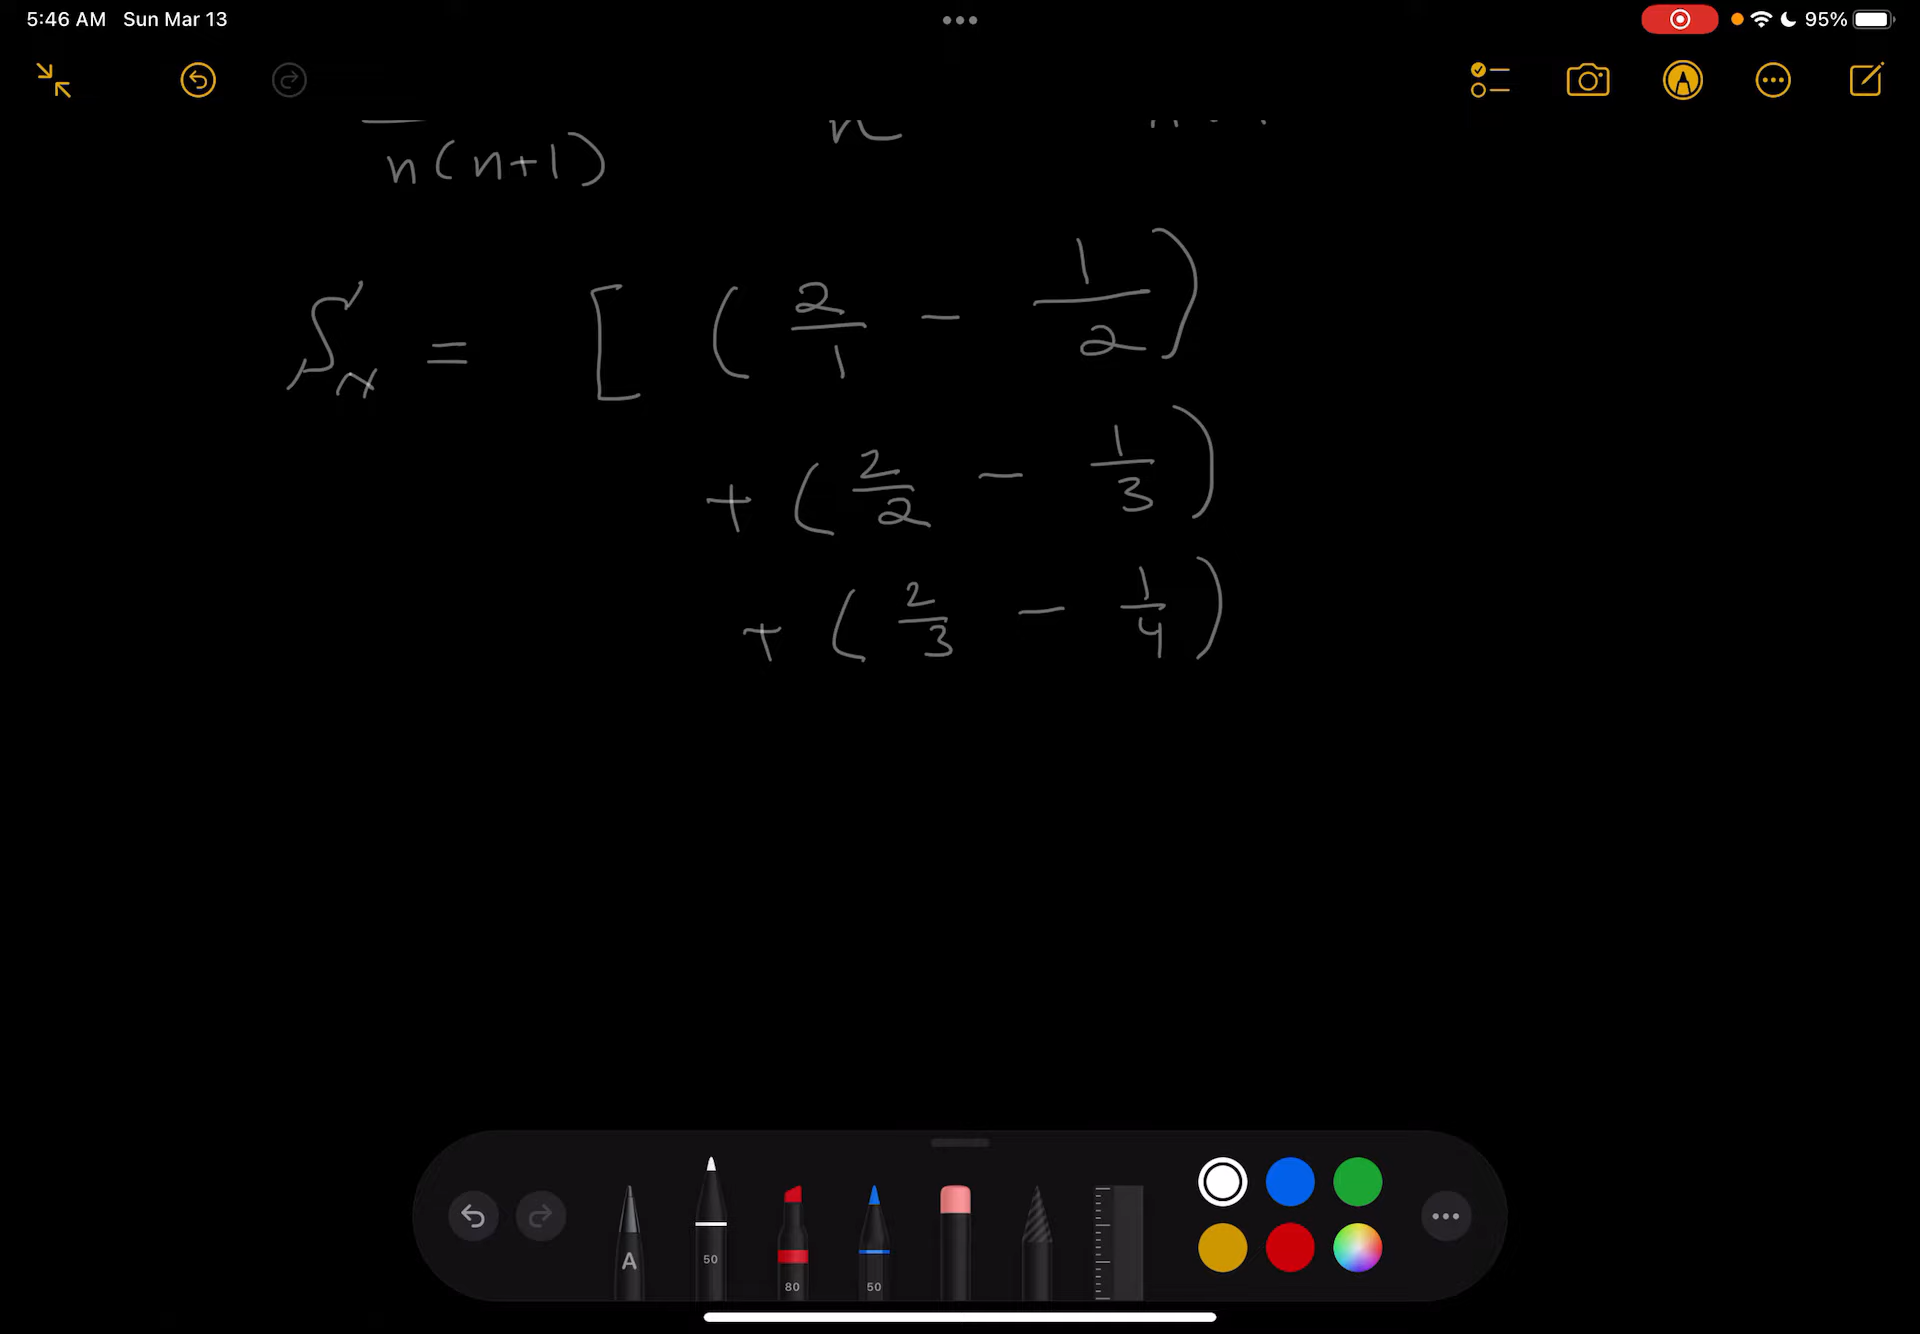 5:46 AM Sun Mar 13 95%
n(n+1) n
S_N = [ ( 2/1 - 1/2 )
+ ( 2/2 - 1/3 )
+ ( 2/3 - 1/4 )
A 50 80 50